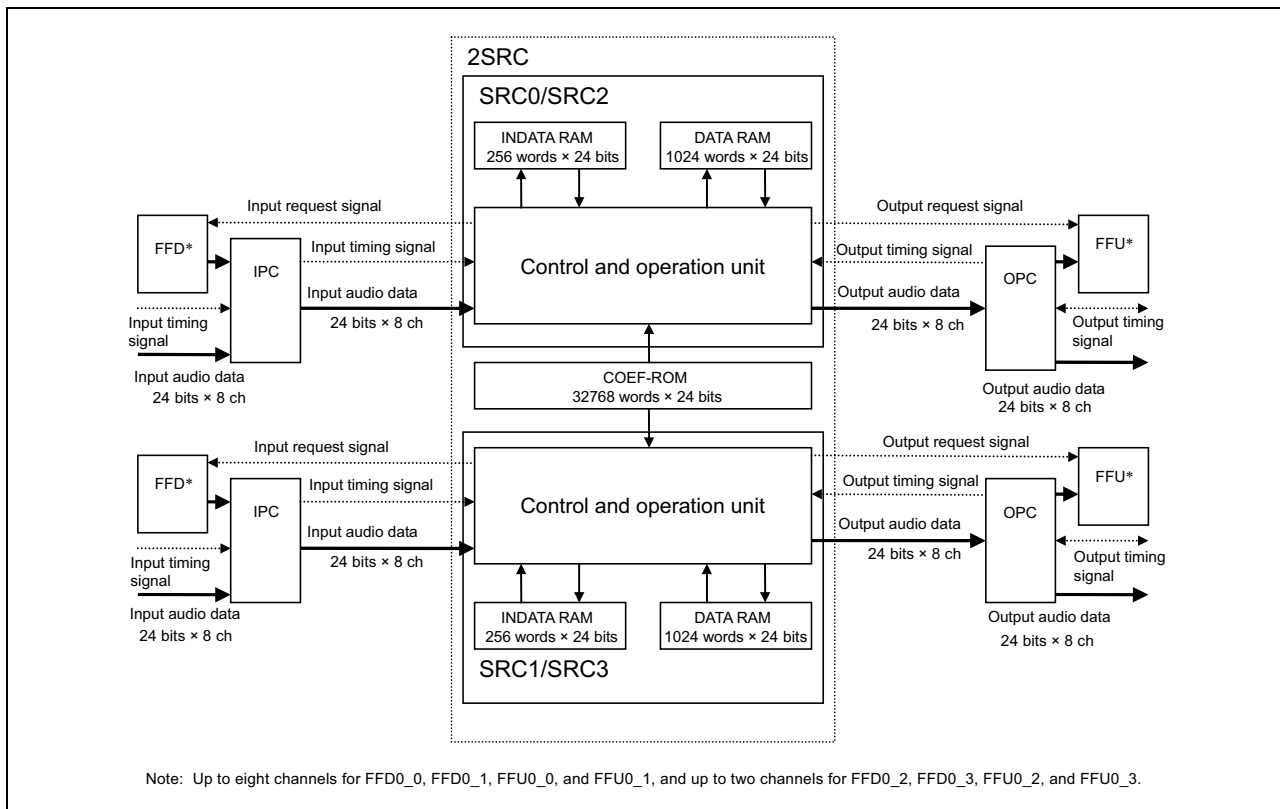 2SRC
SRC0/SRC2
INDATA RAM
256 words × 24 bits
DATA RAM
1024 words × 24 bits
Input request signal
Output request signal
FFD*
IPC
Input timing signal
Control and operation unit
Output timing signal
OPC
FFU*
Input audio data
24 bits × 8 ch
Output audio data
24 bits × 8 ch
Input timing
signal
Output timing
signal
Input audio data
24 bits × 8 ch
Output audio data
24 bits × 8 ch
COEF-ROM
32768 words × 24 bits
Input request signal
Output request signal
FFD*
IPC
Input timing signal
Control and operation unit
Output timing signal
OPC
FFU*
Input audio data
24 bits × 8 ch
Output audio data
24 bits × 8 ch
Input timing
signal
Output timing
signal
Input audio data
24 bits × 8 ch
Output audio data
24 bits × 8 ch
INDATA RAM
256 words × 24 bits
DATA RAM
1024 words × 24 bits
SRC1/SRC3
Note: Up to eight channels for FFD0_0, FFD0_1, FFU0_0, and FFU0_1, and up to two channels for FFD0_2, FFD0_3, FFU0_2, and FFU0_3.